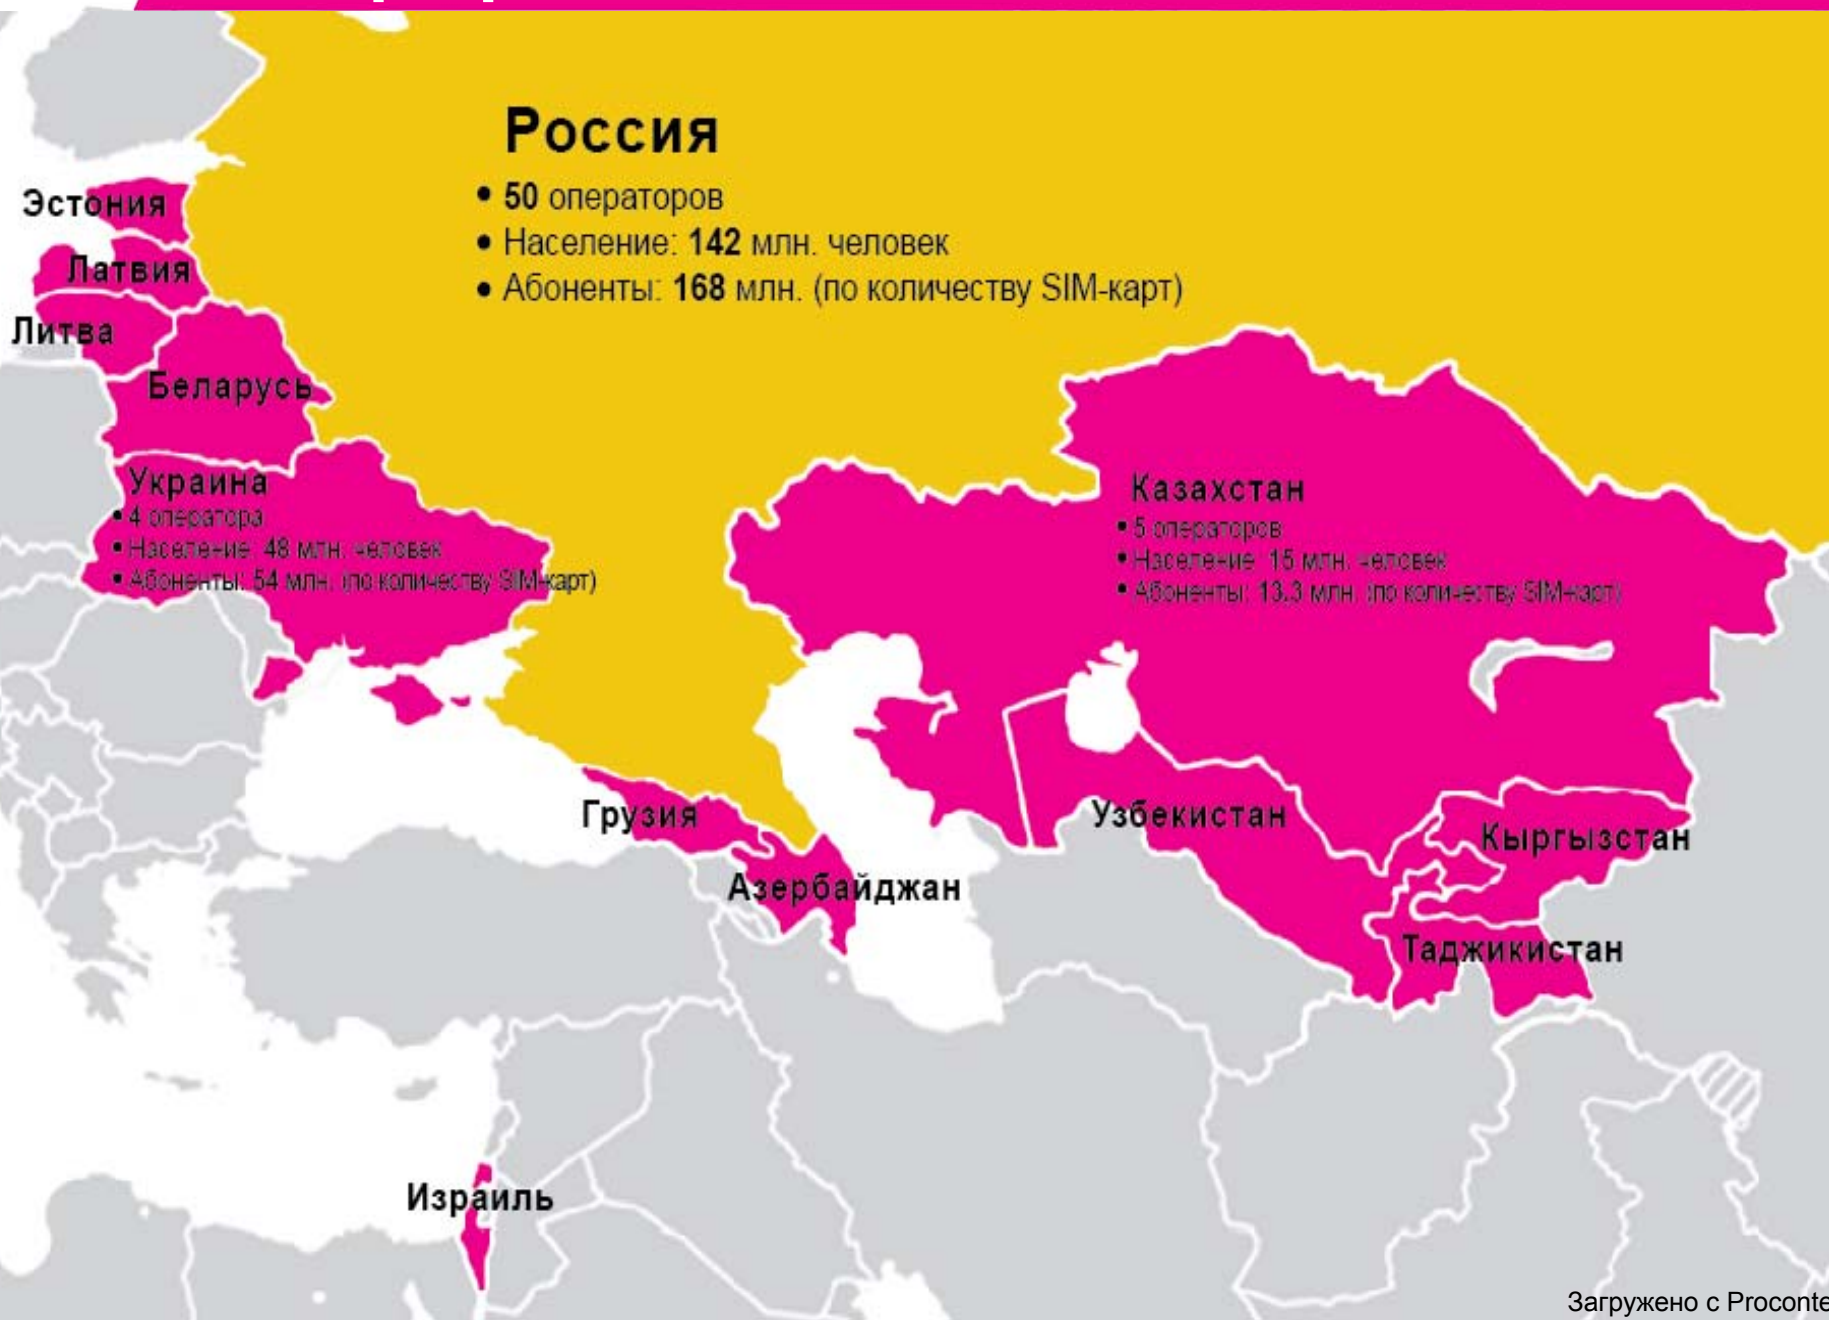 Россия
• 50 операторов
• Население: 142 млн. человек
• Абоненты: 168 млн. (по количеству SIM-карт)
Эстония
Латвия
Литва
Беларусь
Украина
• 4 оператора
• Население: 48 млн. человек
• Абоненты: 54 млн. (по количеству SIM-карт)
Казахстан
• 5 операторов
• Население: 15 млн. человек
• Абоненты: 13.3 млн. (по количеству SIM-карт)
Грузия
Узбекистан
Кыргызстан
Азербайджан
Таджикистан
Израиль
Загружено с Proconte